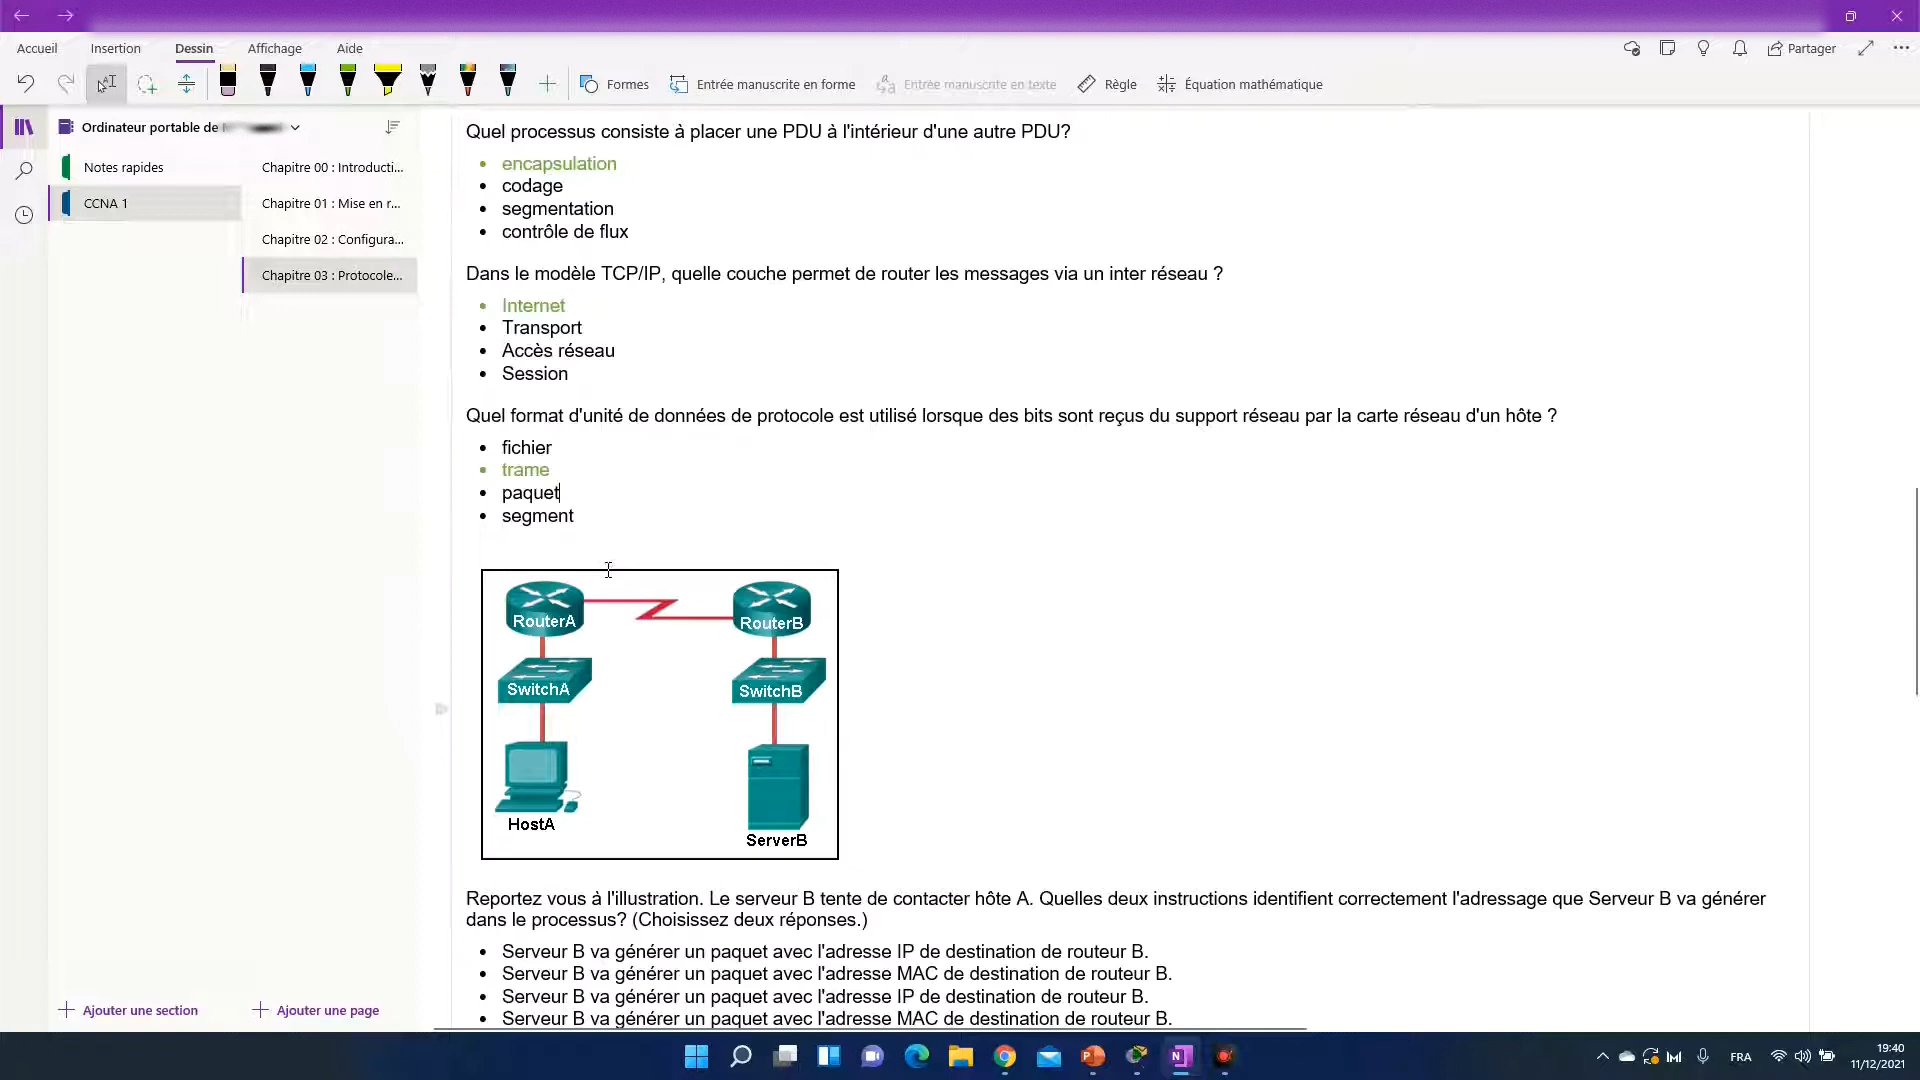 Accueil Insertion Dessin Affichage Aide Partager
Formes Entrée manuscrite en forme Entrée manuscrite en texte Règle Équation mathématique
Ordinateur portable de
Notes rapides
CCNA 1
Chapitre 00 : Introducti...
Chapitre 01 : Mise en r...
Chapitre 02 : Configura...
Chapitre 03 : Protocole...
Quel processus consiste à placer une PDU à l'intérieur d'une autre PDU?
• encapsulation
• codage
• segmentation
• contrôle de flux
Dans le modèle TCP/IP, quelle couche permet de router les messages via un inter réseau ?
• Internet
• Transport
• Accès réseau
• Session
Quel format d'unité de données de protocole est utilisé lorsque des bits sont reçus du support réseau par la carte réseau d'un hôte ?
• fichier
• trame
• paquet
• segment
RouterA RouterB
SwitchA SwitchB
HostA
ServerB
Reportez vous à l'illustration. Le serveur B tente de contacter hôte A. Quelles deux instructions identifient correctement l'adressage que Serveur B va générer
dans le processus? (Choisissez deux réponses.)
• Serveur B va générer un paquet avec l'adresse IP de destination de routeur B.
• Serveur B va générer un paquet avec l'adresse MAC de destination de routeur B.
• Serveur B va générer un paquet avec l'adresse IP de destination de routeur B.
• Serveur B va générer un paquet avec l'adresse MAC de destination de routeur B.
Ajouter une section Ajouter une page
FRA
19:40
11/12/2021